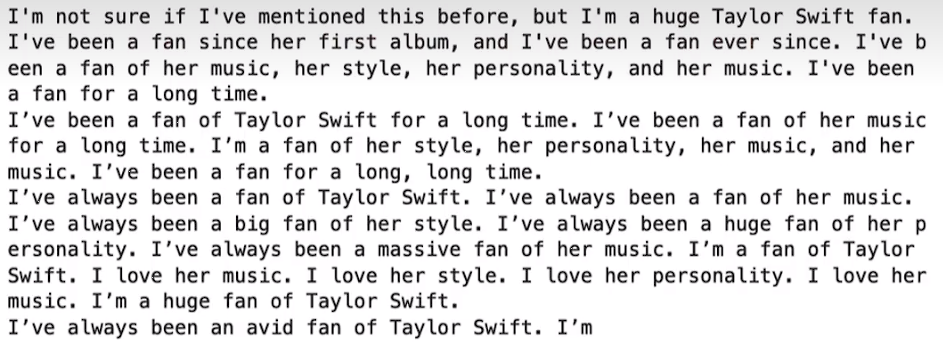 I'm not sure if I've mentioned this before, but I'm a huge Taylor Swift fan.
I've been a fan since her first album, and I've been a fan ever since. I've b
een a fan of her music, her style, her personality, and her music. I've been
a fan for a long time.
I’ve been a fan of Taylor Swift for a long time. I’ve been a fan of her music
for a long time. I’m a fan of her style, her personality, her music, and her
music. I’ve been a fan for a long, long time.
I’ve always been a fan of Taylor Swift. I’ve always been a fan of her music.
I’ve always been a big fan of her style. I’ve always been a huge fan of her p
ersonality. I’ve always been a massive fan of her music. I’m a fan of Taylor
Swift. I love her music. I love her style. I love her personality. I love her
music. I’m a huge fan of Taylor Swift.
I’ve always been an avid fan of Taylor Swift. I’m